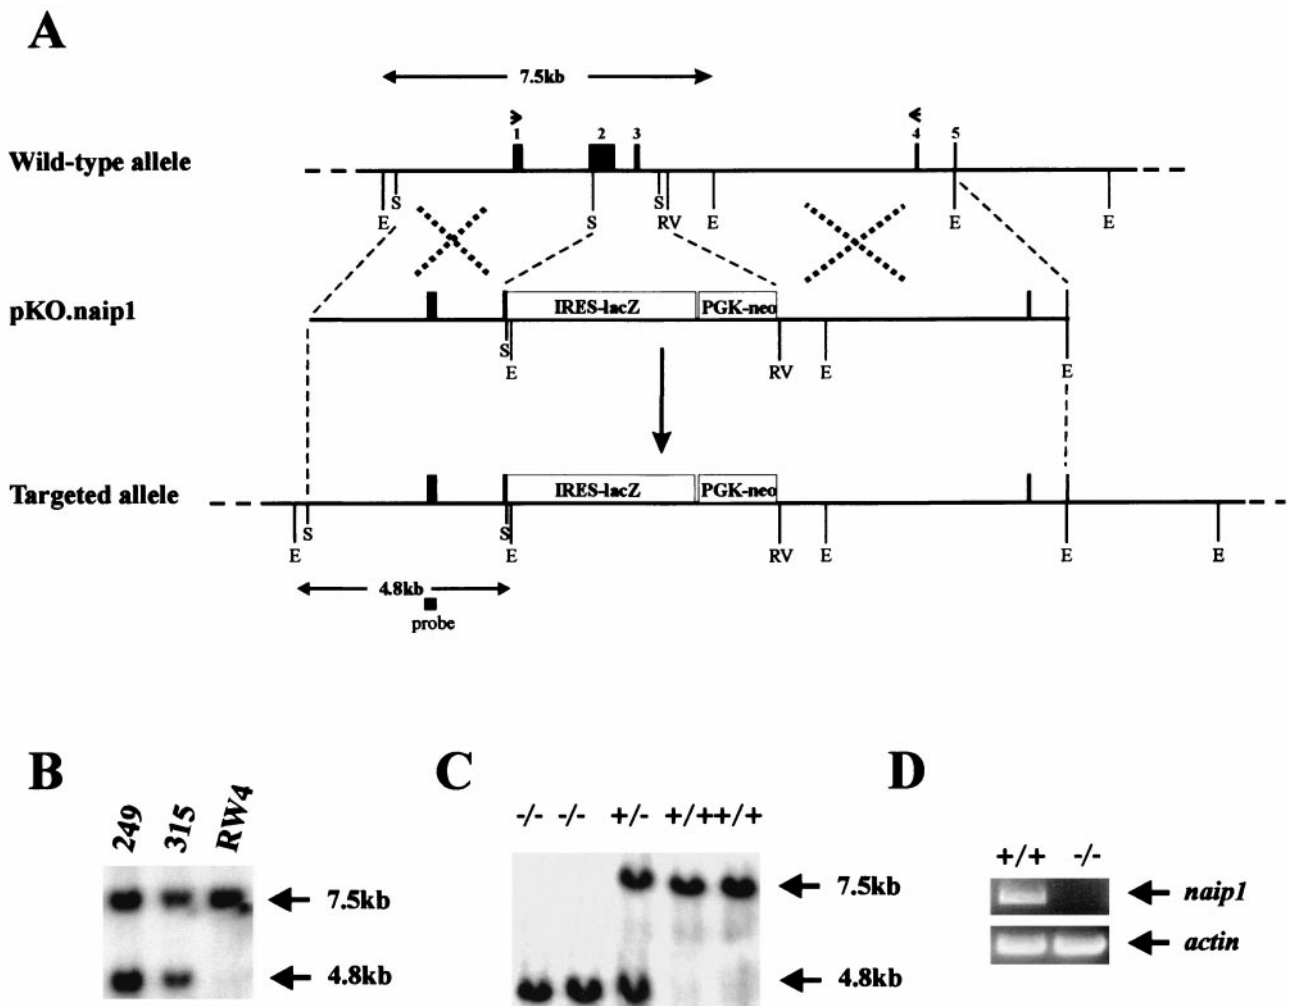 A
7.5kb
1 2 3 4 5
Wild-type allele
E S S S RV E E E
pKO.naip1
IRES-lacZ PGK-neo
S E RV E E
Targeted allele
IRES-lacZ PGK-neo
E S S E RV E E E
4.8kb
probe
B
249 315 RW4
7.5kb
4.8kb
C
-/- -/- +/- +/+ +/+
7.5kb
4.8kb
D
+/+ -/-
naip1
actin